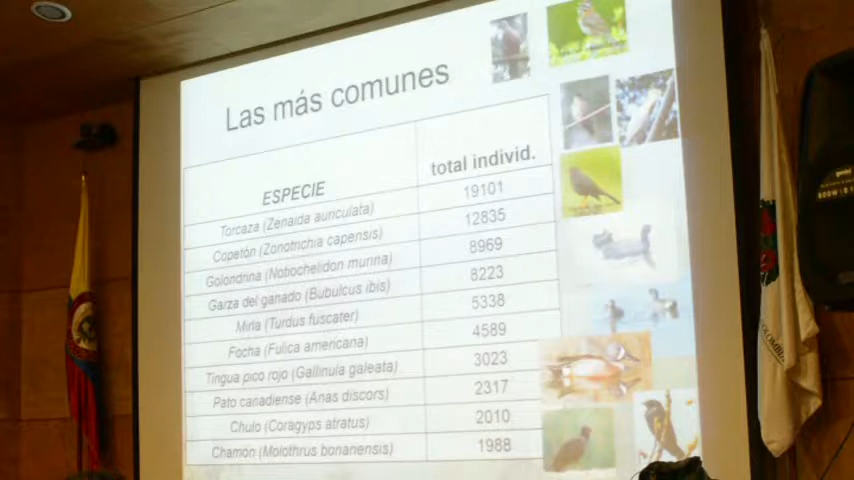 Las más comunes
ESPECIE total individ.
Torcaza (Zenaida auriculata) 19101
Copetón (Zonotrichia capensis) 12835
Golondrina (Notiochelidon murina) 8969
Garza del ganado (Bubulcus ibis) 8223
Mirla (Turdus fuscater) 5338
Focha (Fulica americana) 4589
Tingua pico rojo (Gallinula galeata) 3023
Pato canadiense (Anas discors) 2317
Chulo (Coragyps atratus) 2010
Chamón (Molothrus bonariensis) 1988